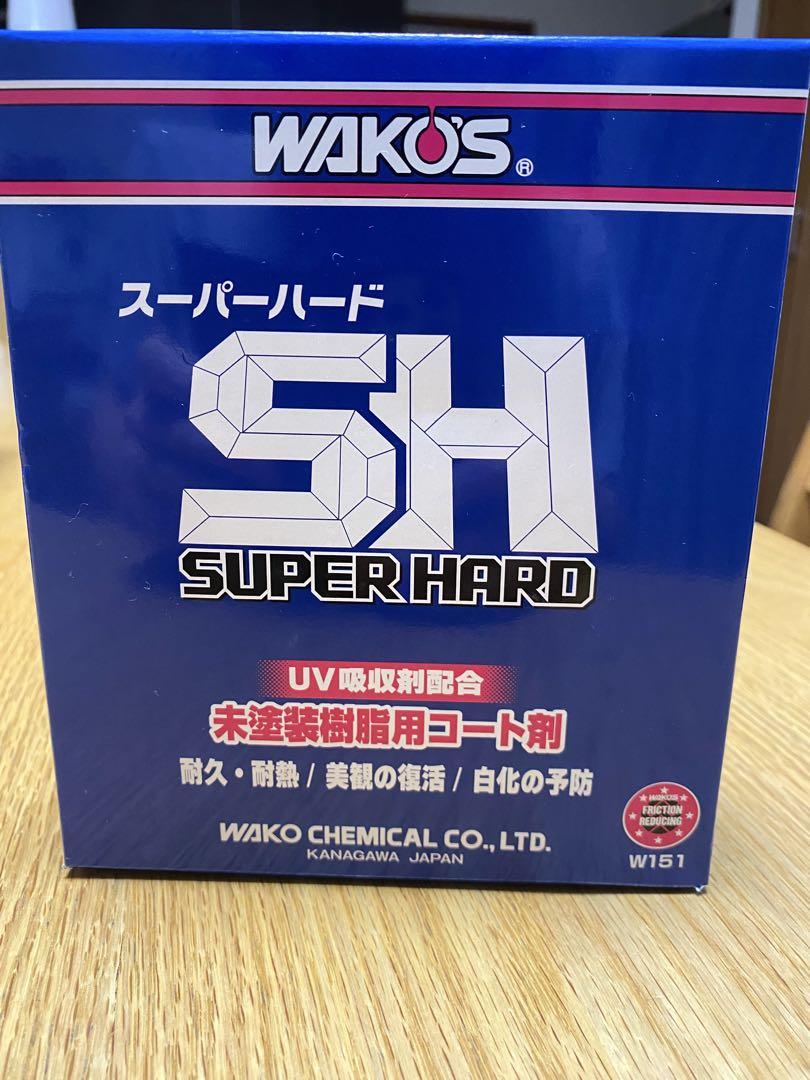 WAKO'S®
スーパーハード
SH
SUPER HARD
UV吸収剤配合
未塗装樹脂用コート剤
耐久・耐熱/美観の復活/白化の予防
WAKO CHEMICAL CO.,LTD.
KANAGAWA JAPAN
WAKO'S
FRICTION
REDUCING
W151